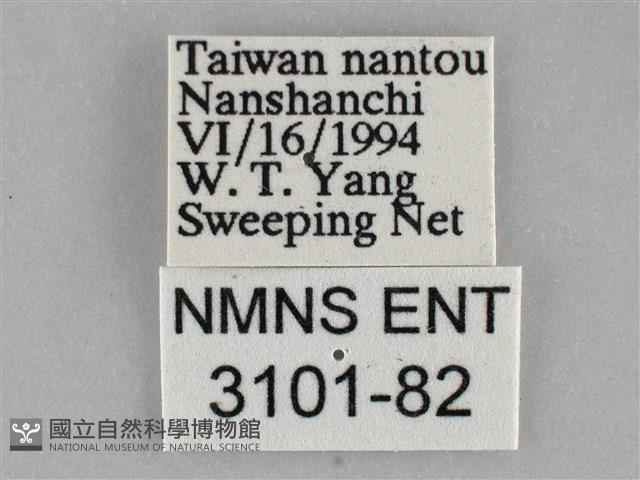 Taiwan nantou
Nanshanchi
VI/16/1994
W. T. Yang
Sweeping Net
NMNS ENT
3101-82
國立自然科學博物館
NATIONAL MUSEUM OF NATURAL SCIENCE